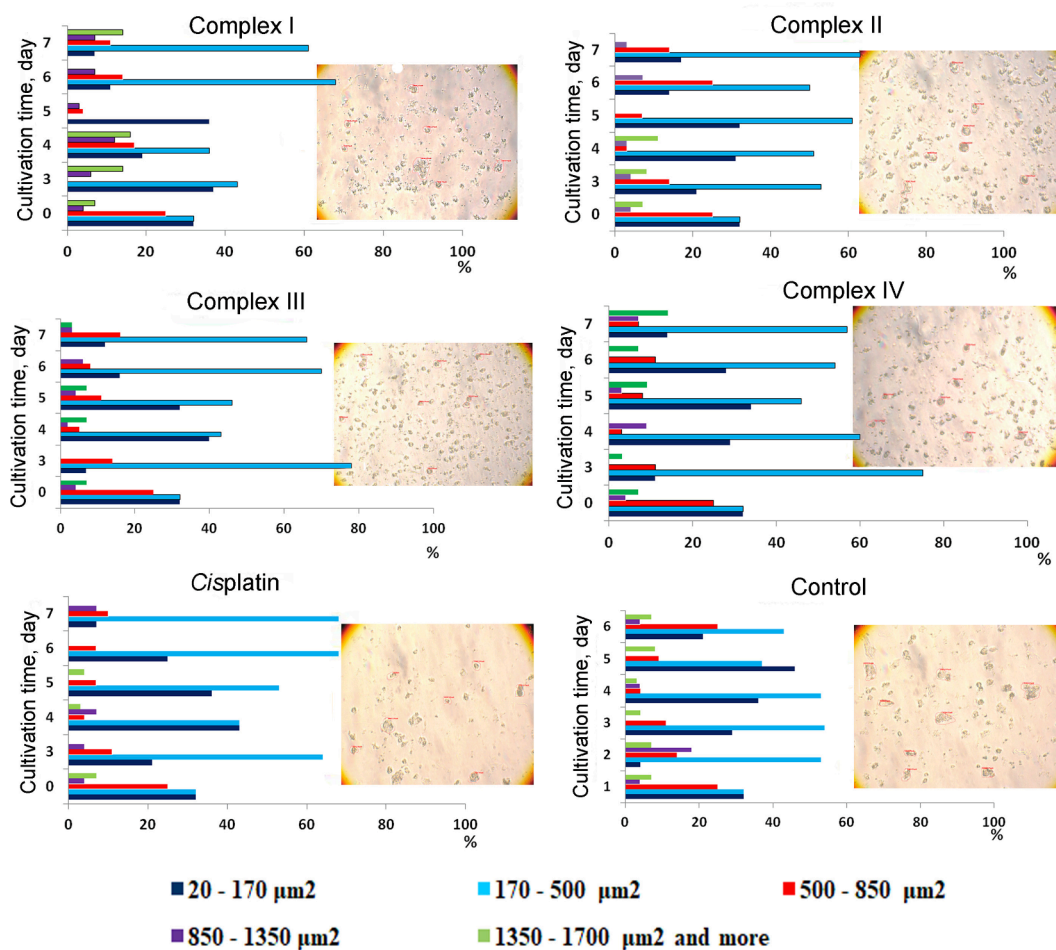 Complex I
Cultivation time, day
7
6
5
4
3
0
0 20 40 60 80 100
%
Complex II
Cultivation time, day
7
6
5
4
3
0
0 20 40 60 80 100
%
Complex III
Cultivation time, day
7
6
5
4
3
0
0 20 40 60 80 100
%
Complex IV
Cultivation time, day
7
6
5
4
3
0
0 20 40 60 80 100
%
Cisplatin
Cultivation time, day
7
6
5
4
3
0
0 20 40 60 80 100
%
Control
Cultivation time, day
6
5
4
3
2
1
0 20 40 60 80 100
%
20 - 170 µm2 170 - 500 µm2 500 - 850 µm2
850 - 1350 µm2 1350 - 1700 µm2 and more